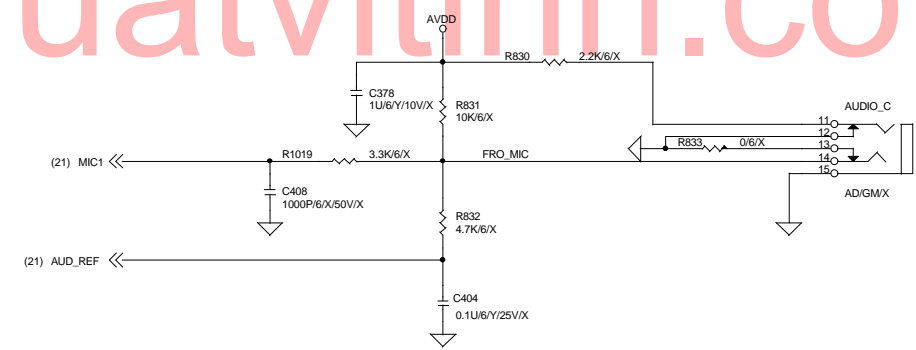 uatvitinh.co
AVDD
R830 2.2K/6/X
C378
1U/6/Y/10V/X
R831
10K/6/X
AUDIO_C
11
12
R833 0/6/X 13
(21) MIC1 R1019 3.3K/6/X FRO_MIC 14
15
C408
1000P/6/X/50V/X
AD/GM/X
R832
4.7K/6/X
(21) AUD_REF
C404
0.1U/6/Y/25V/X